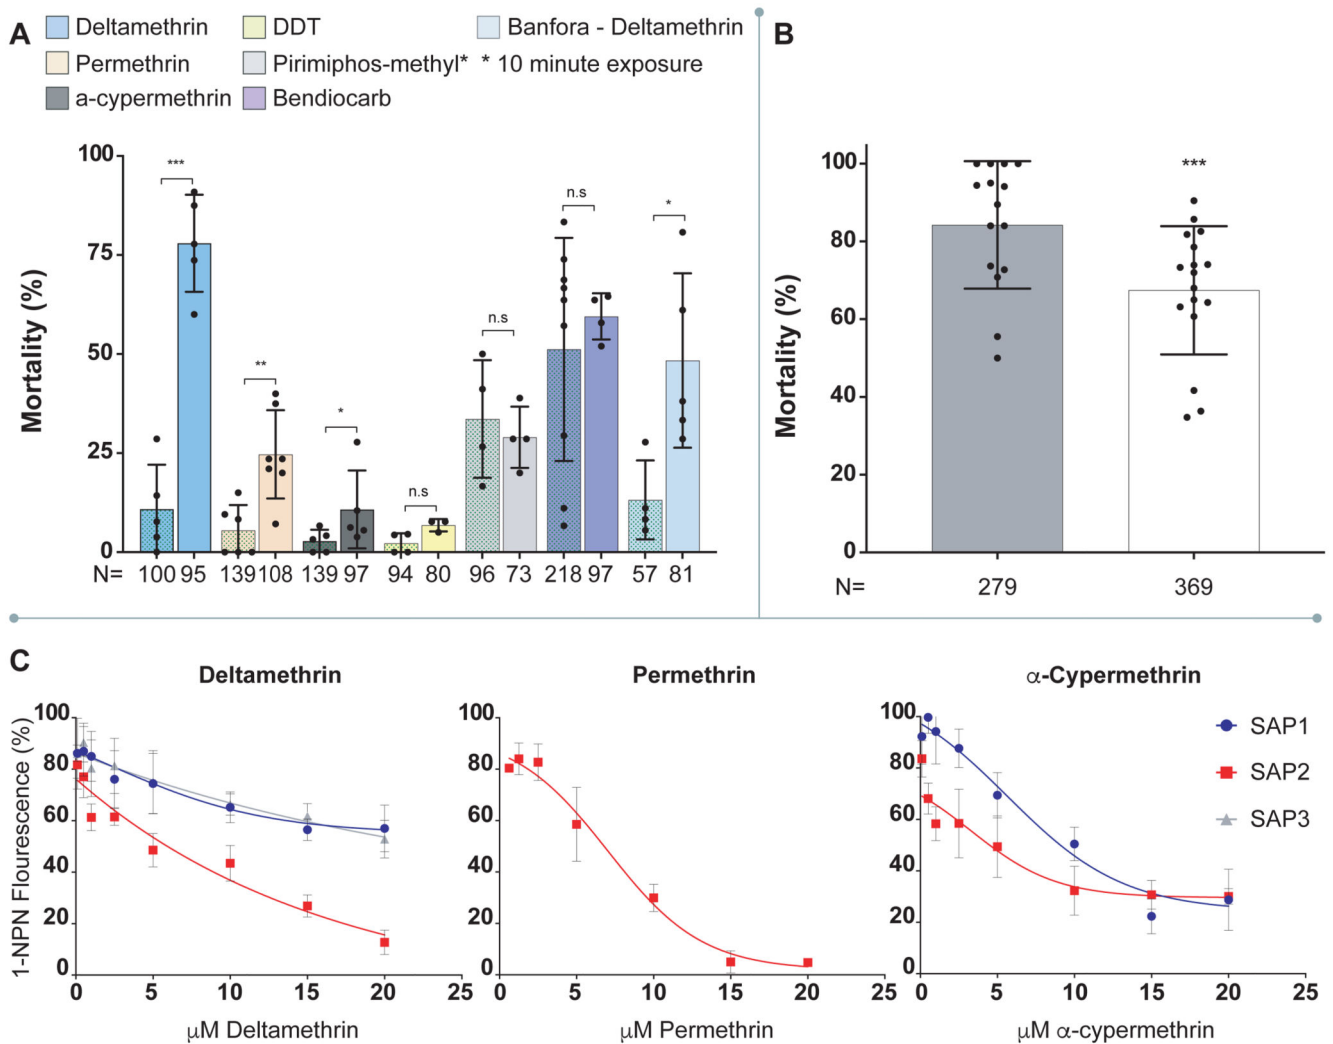 A
Deltamethrin
DDT
Banfora - Deltamethrin
Permethrin
Pirimiphos-methyl*
* 10 minute exposure
a-cypermethrin
Bendiocarb
Mortality (%)
100
75
50
25
0
***
**
*
n.s
n.s
n.s
*
N=
100 95 139 108 139 97 94 80 96 73 218 97 57 81
B
Mortality (%)
100
80
60
40
20
0
***
N=
279
369
C
Deltamethrin
1-NPN Flourescence (%)
100
80
60
40
20
0
0 5 10 15 20 25
µM Deltamethrin
Permethrin
100
80
60
40
20
0
0 5 10 15 20 25
µM Permethrin
α-Cypermethrin
100
80
60
40
20
0
0 5 10 15 20 25
µM α-cypermethrin
SAP1
SAP2
SAP3